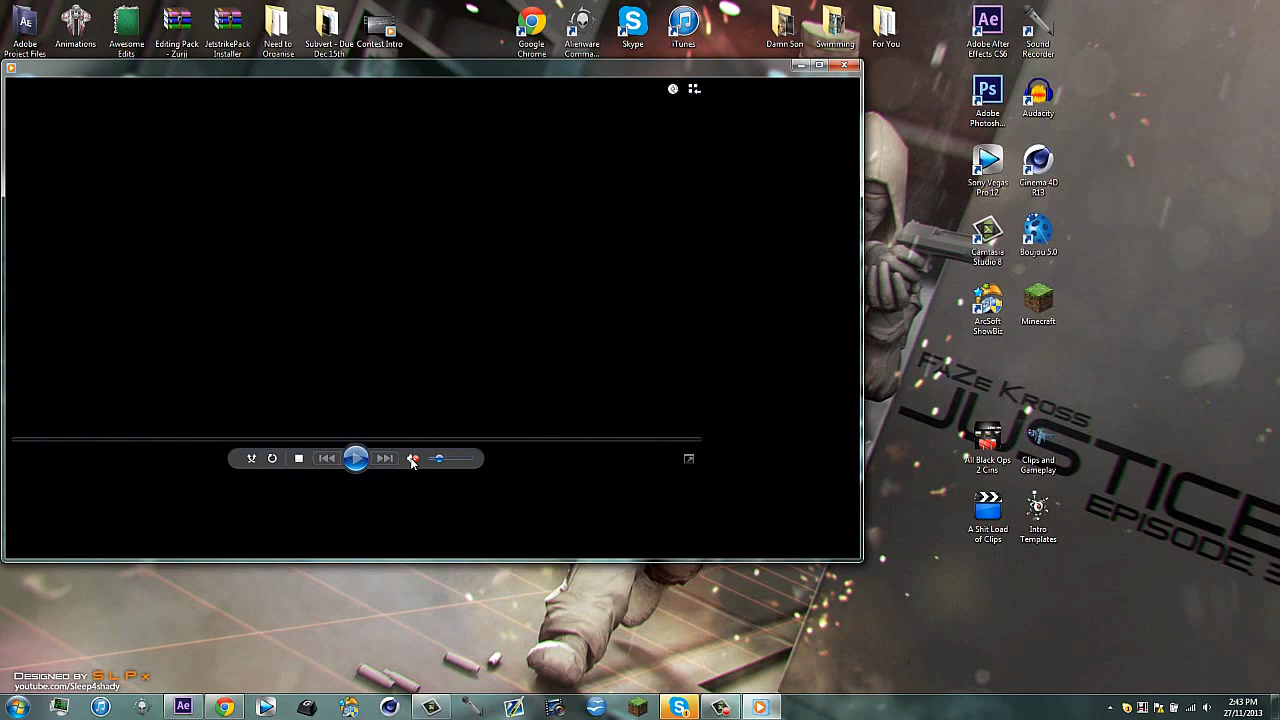 Adobe Project Files
Animations
Awesome Edits
Editing Pack Zurji
JetstrikePack Installer
Need to Organise
Subvert - Due Dec 15th
Contest Intro
Google Chrome
Alienware Comma...
Skype
iTunes
Damn Son
Swimming
For You
Adobe After Effects CS6
Sound Recorder
Adobe Photosh...
Audacity
Sony Vegas Pro 12
Cinema 4D R13
Camtasia Studio 8
Boujou 5.0
ArcSoft ShowBiz
Minecraft
FAZE KROSS
JUSTICE
EPISODE
All Black Ops 2 Cins
Clips and Gameplay
A Shit Load of Clips
Intro Templates
DESIGNED BY SLPX
youtube.com/Sleep4shady
2:43 PM
27/11/2013